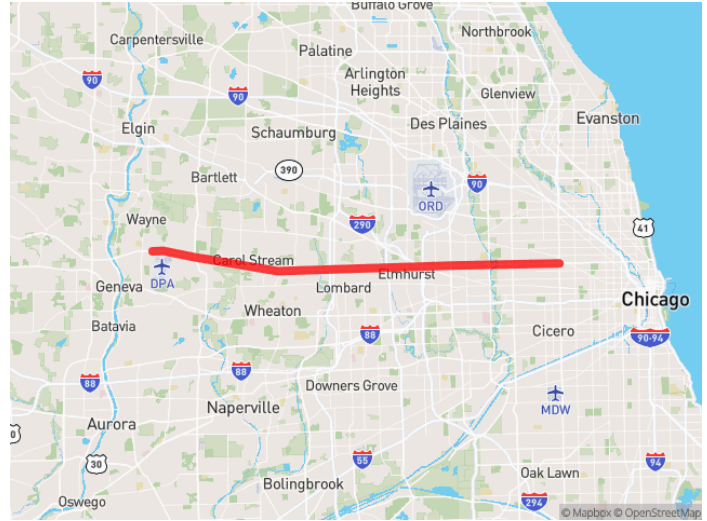 Buffalo Grove
Carpentersville
Northbrook
Palatine
Arlington
Heights
90
Glenview
90
Evanston
Elgin
Des Plaines
Schaumburg
390
Bartlett
90
ORD
Wayne
290
41
Carol Stream
DPA
Elmhurst
Geneva
Lombard
Chicago
Wheaton
Batavia
88
Cicero
90-94
88
88
Downers Grove
Naperville
MDW
Aurora
0
30
55
94
Oak Lawn
Bolingbrook
Oswego
294
© Mapbox © OpenStreetMap